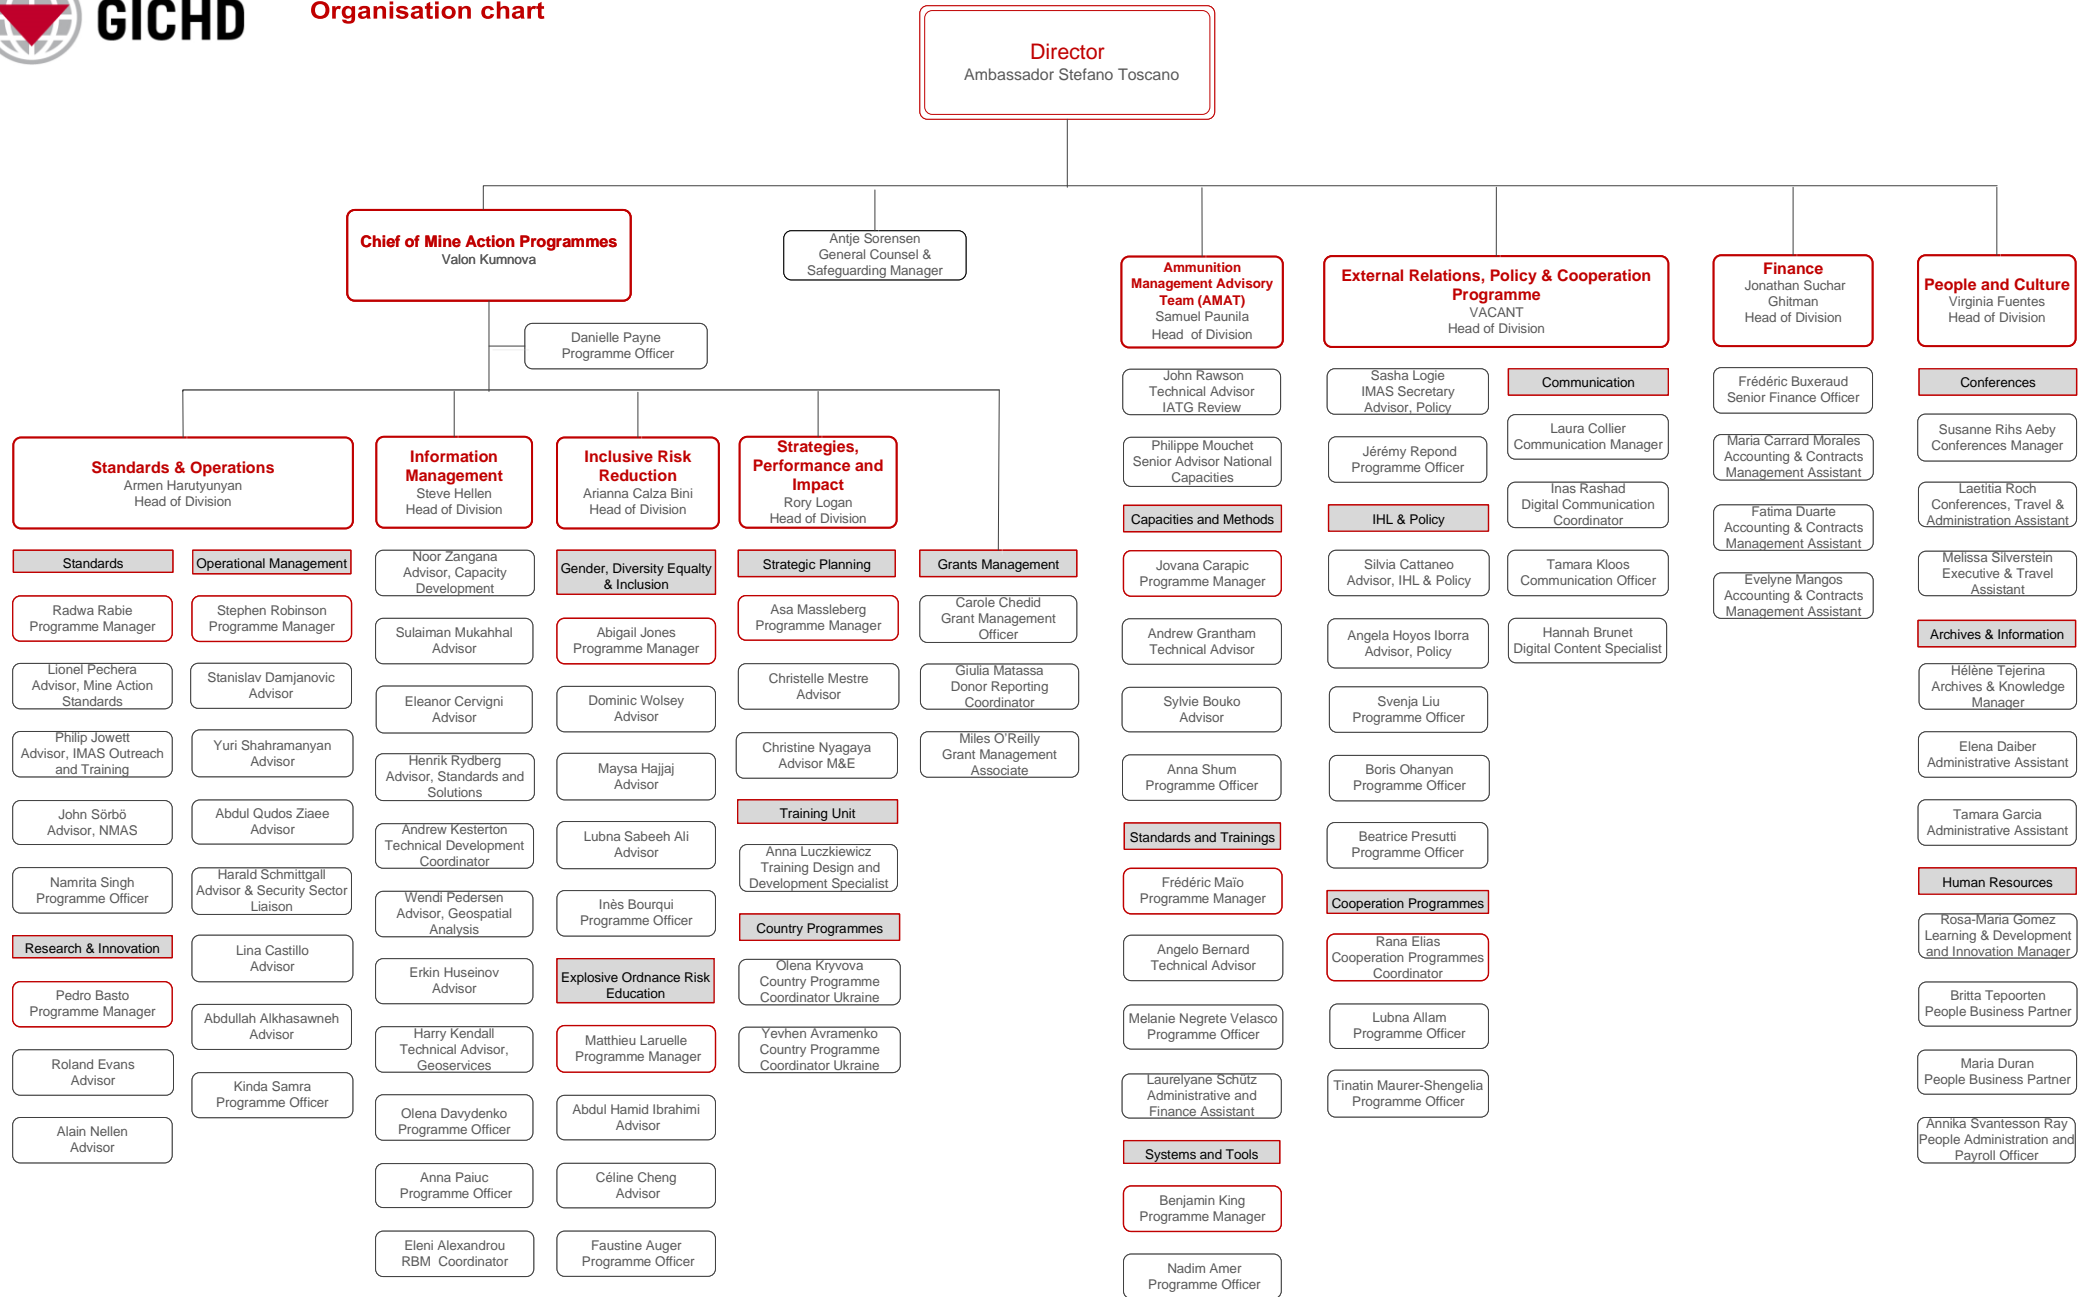 GICHD
Organisation chart
Director
Ambassador Stefano Toscano
Chief of Mine Action Programmes
Valon Kumnova
Antje Sorensen
General Counsel &
Safeguarding Manager
Danielle Payne
Programme Officer
Standards & Operations
Armen Harutyunyan
Head of Division
Standards
Radwa Rabie
Programme Manager
Lionel Pechera
Advisor, Mine Action
Standards
Philip Jowett
Advisor, IMAS Outreach
and Training
John Sörbö
Advisor, NMAS
Namrita Singh
Programme Officer
Research & Innovation
Pedro Basto
Programme Manager
Roland Evans
Advisor
Alain Nellen
Advisor
Operational Management
Stephen Robinson
Programme Manager
Stanislav Damjanovic
Advisor
Yuri Shahramanyan
Advisor
Abdul Qudos Ziaee
Advisor
Harald Schmittgall
Advisor & Security Sector
Liaison
Lina Castillo
Advisor
Abdullah Alkhasawneh
Advisor
Kinda Samra
Programme Officer
Information
Management
Steve Hellen
Head of Division
Noor Zangana
Advisor, Capacity
Development
Sulaiman Mukahhal
Advisor
Eleanor Cervigni
Advisor
Henrik Rydberg
Advisor, Standards and
Solutions
Andrew Kesterton
Technical Development
Coordinator
Wendi Pedersen
Advisor, Geospatial
Analysis
Erkin Huseinov
Advisor
Harry Kendall
Technical Advisor,
Geoservices
Olena Davydenko
Programme Officer
Anna Paiuc
Programme Officer
Eleni Alexandrou
RBM Coordinator
Inclusive Risk
Reduction
Arianna Calza Bini
Head of Division
Gender, Diversity Equalty
& Inclusion
Abigail Jones
Programme Manager
Dominic Wolsey
Advisor
Maysa Hajjaj
Advisor
Lubna Sabeeh Ali
Advisor
Inès Bourqui
Programme Officer
Explosive Ordnance Risk
Education
Matthieu Laruelle
Programme Manager
Abdul Hamid Ibrahimi
Advisor
Céline Cheng
Advisor
Faustine Auger
Programme Officer
Strategies,
Performance and
Impact
Rory Logan
Head of Division
Strategic Planning
Asa Massleberg
Programme Manager
Christelle Mestre
Advisor
Christine Nyagaya
Advisor M&E
Training Unit
Anna Luczkiewicz
Training Design and
Development Specialist
Country Programmes
Olena Kryvova
Country Programme
Coordinator Ukraine
Yevhen Avramenko
Country Programme
Coordinator Ukraine
Grants Management
Carole Chedid
Grant Management
Officer
Giulia Matassa
Donor Reporting
Coordinator
Miles O'Reilly
Grant Management
Associate
Ammunition
Management Advisory
Team (AMAT)
Samuel Paunila
Head of Division
John Rawson
Technical Advisor
IATG Review
Philippe Mouchet
Senior Advisor National
Capacities
Capacities and Methods
Jovana Carapic
Programme Manager
Andrew Grantham
Technical Advisor
Sylvie Bouko
Advisor
Anna Shum
Programme Officer
Standards and Trainings
Frédéric Maïo
Programme Manager
Angelo Bernard
Technical Advisor
Melanie Negrete Velasco
Programme Officer
Laurelyane Schütz
Administrative and
Finance Assistant
Systems and Tools
Benjamin King
Programme Manager
Nadim Amer
Programme Officer
External Relations, Policy & Cooperation
Programme
VACANT
Head of Division
Sasha Logie
IMAS Secretary
Advisor, Policy
Jérémy Repond
Programme Officer
IHL & Policy
Silvia Cattaneo
Advisor, IHL & Policy
Angela Hoyos Iborra
Advisor, Policy
Svenja Liu
Programme Officer
Boris Ohanyan
Programme Officer
Beatrice Presutti
Programme Officer
Cooperation Programmes
Rana Elias
Cooperation Programmes
Coordinator
Lubna Allam
Programme Officer
Tinatin Maurer-Shengelia
Programme Officer
Communication
Laura Collier
Communication Manager
Inas Rashad
Digital Communication
Coordinator
Tamara Kloos
Communication Officer
Hannah Brunet
Digital Content Specialist
Finance
Jonathan Suchar
Ghitman
Head of Division
Frédéric Buxeraud
Senior Finance Officer
Maria Carrard Morales
Accounting & Contracts
Management Assistant
Fatima Duarte
Accounting & Contracts
Management Assistant
Evelyne Mangos
Accounting & Contracts
Management Assistant
People and Culture
Virginia Fuentes
Head of Division
Conferences
Susanne Rihs Aeby
Conferences Manager
Laetitia Roch
Conferences, Travel &
Administration Assistant
Melissa Silverstein
Executive & Travel
Assistant
Archives & Information
Hélène Tejerina
Archives & Knowledge
Manager
Elena Daiber
Administrative Assistant
Tamara Garcia
Administrative Assistant
Human Resources
Rosa-Maria Gomez
Learning & Development
and Innovation Manager
Britta Tepoorten
People Business Partner
Maria Duran
People Business Partner
Annika Svantesson Ray
People Administration and
Payroll Officer